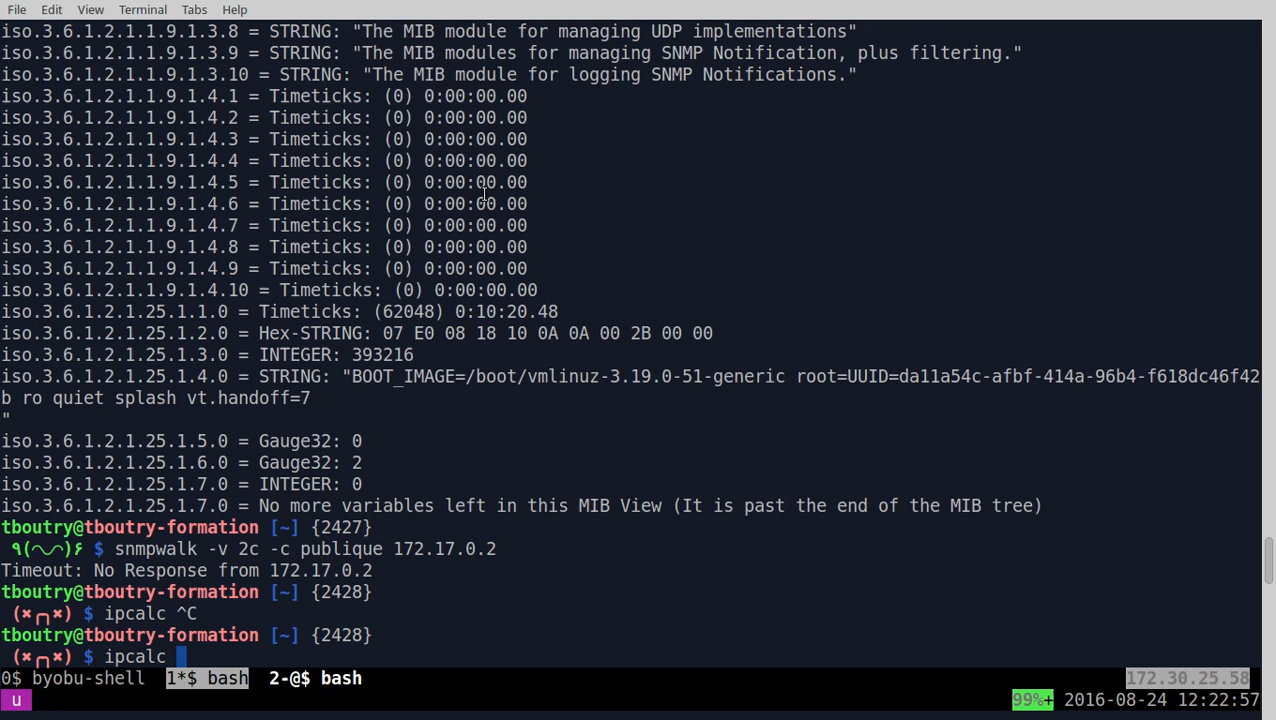 File Edit View Terminal Tabs Help
iso.3.6.1.2.1.1.9.1.3.8 = STRING: "The MIB module for managing UDP implementations"
iso.3.6.1.2.1.1.9.1.3.9 = STRING: "The MIB modules for managing SNMP Notification, plus filtering."
iso.3.6.1.2.1.1.9.1.3.10 = STRING: "The MIB module for logging SNMP Notifications."
iso.3.6.1.2.1.1.9.1.4.1 = Timeticks: (0) 0:00:00.00
iso.3.6.1.2.1.1.9.1.4.2 = Timeticks: (0) 0:00:00.00
iso.3.6.1.2.1.1.9.1.4.3 = Timeticks: (0) 0:00:00.00
iso.3.6.1.2.1.1.9.1.4.4 = Timeticks: (0) 0:00:00.00
iso.3.6.1.2.1.1.9.1.4.5 = Timeticks: (0) 0:00:00.00
iso.3.6.1.2.1.1.9.1.4.6 = Timeticks: (0) 0:00:00.00
iso.3.6.1.2.1.1.9.1.4.7 = Timeticks: (0) 0:00:00.00
iso.3.6.1.2.1.1.9.1.4.8 = Timeticks: (0) 0:00:00.00
iso.3.6.1.2.1.1.9.1.4.9 = Timeticks: (0) 0:00:00.00
iso.3.6.1.2.1.1.9.1.4.10 = Timeticks: (0) 0:00:00.00
iso.3.6.1.2.1.25.1.1.0 = Timeticks: (62048) 0:10:20.48
iso.3.6.1.2.1.25.1.2.0 = Hex-STRING: 07 E0 08 18 10 0A 0A 00 2B 00 00
iso.3.6.1.2.1.25.1.3.0 = INTEGER: 393216
iso.3.6.1.2.1.25.1.4.0 = STRING: "BOOT_IMAGE=/boot/vmlinuz-3.19.0-51-generic root=UUID=da11a54c-afbf-414a-96b4-f618dc46f42
b ro quiet splash vt.handoff=7
"
iso.3.6.1.2.1.25.1.5.0 = Gauge32: 0
iso.3.6.1.2.1.25.1.6.0 = Gauge32: 2
iso.3.6.1.2.1.25.1.7.0 = INTEGER: 0
iso.3.6.1.2.1.25.1.7.0 = No more variables left in this MIB View (It is past the end of the MIB tree)
tboutry@tboutry-formation [~] {2427}
٩(◠‿◠)۶ $ snmpwalk -v 2c -c publique 172.17.0.2
Timeout: No Response from 172.17.0.2
tboutry@tboutry-formation [~] {2428}
(✖╭╮✖) $ ipcalc ^C
tboutry@tboutry-formation [~] {2428}
(✖╭╮✖) $ ipcalc
0$ byobu-shell 1*$ bash 2-@$ bash 172.30.25.58
u 99%+ 2016-08-24 12:22:57